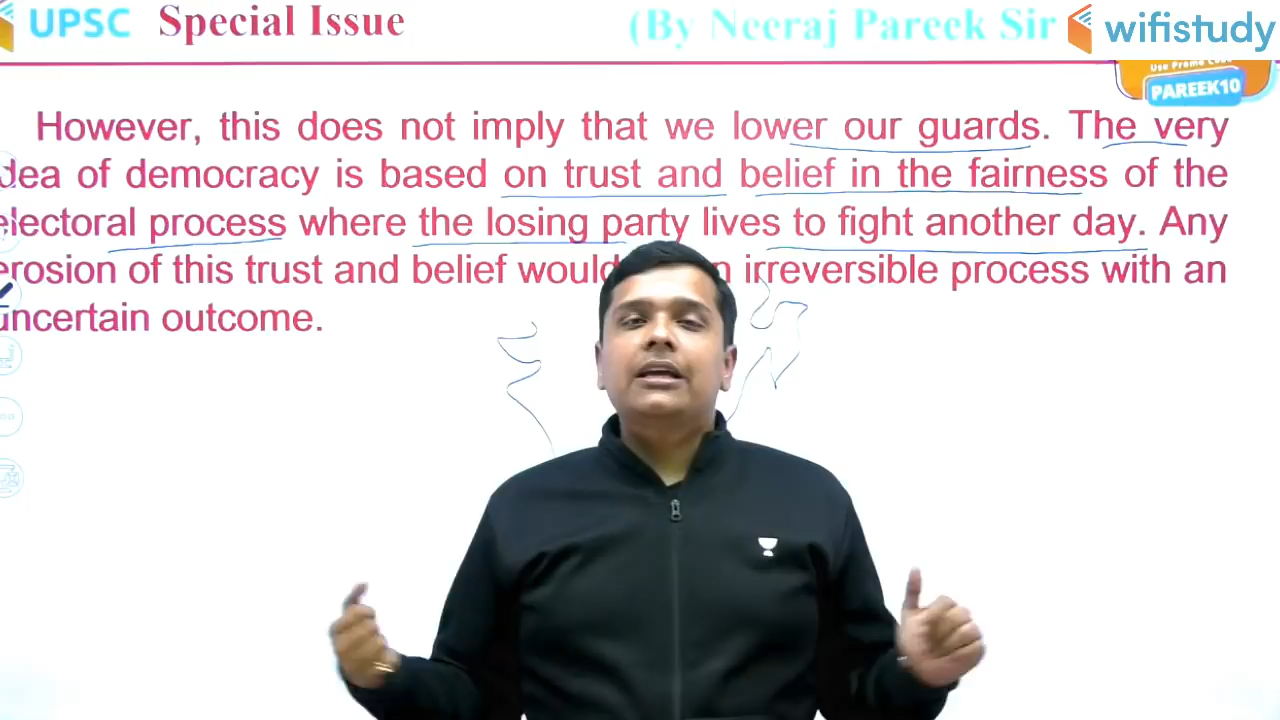 UPSC Special Issue (By Neeraj Pareek Sir wifistudy
Use Promo Code
PAREEK10
However, this does not imply that we lower our guards. The very
dea of democracy is based on trust and belief in the fairness of the
electoral process where the losing party lives to fight another day. Any
erosion of this trust and belief would n irreversible process with an
uncertain outcome.